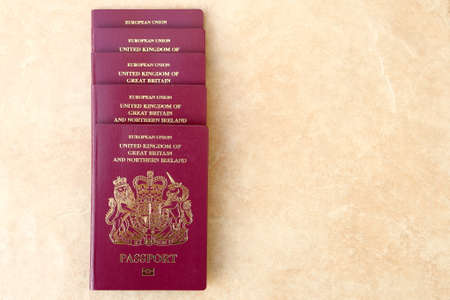 EUROPEAN UNION
EUROPEAN UNION
UNITED KINGDOM OF
EUROPEAN UNION
UNITED KINGDOM OF
GREAT BRITAIN
EUROPEAN UNION
UNITED KINGDOM OF
GREAT BRITAIN
AND NORTHERN IRELAND
EUROPEAN UNION
UNITED KINGDOM OF
GREAT BRITAIN
AND NORTHERN IRELAND
PASSPORT